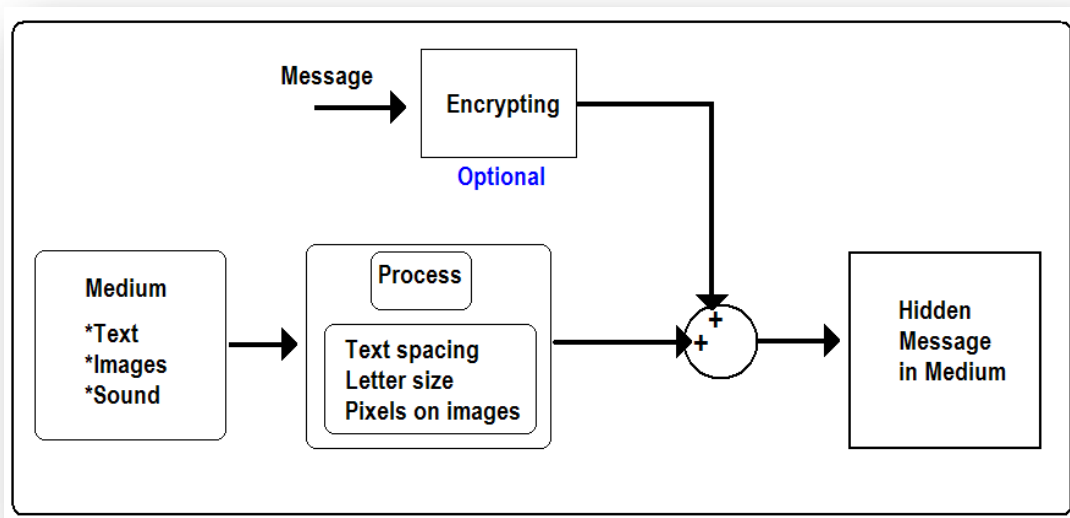 Message
Encrypting
Optional
Medium
*Text
*Images
*Sound
Process
Text spacing
Letter size
Pixels on images
+
+
Hidden
Message
in Medium